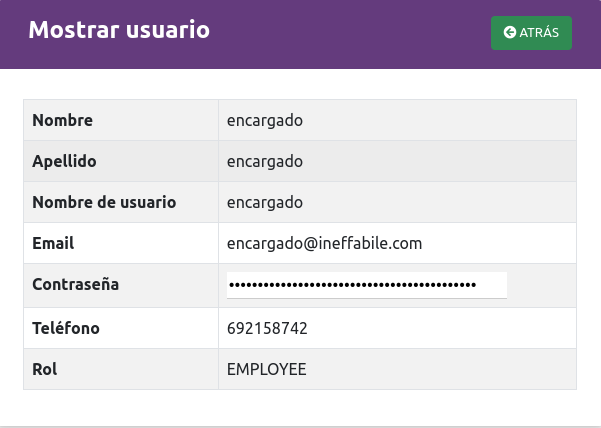 Mostrar usuario
ATRÁS
Nombre encargado
Apellido encargado
Nombre de usuario encargado
Email encargado@ineffabile.com
Contraseña ••••••••••••••••••••••••••••••••••••••••••••
Teléfono 692158742
Rol EMPLOYEE